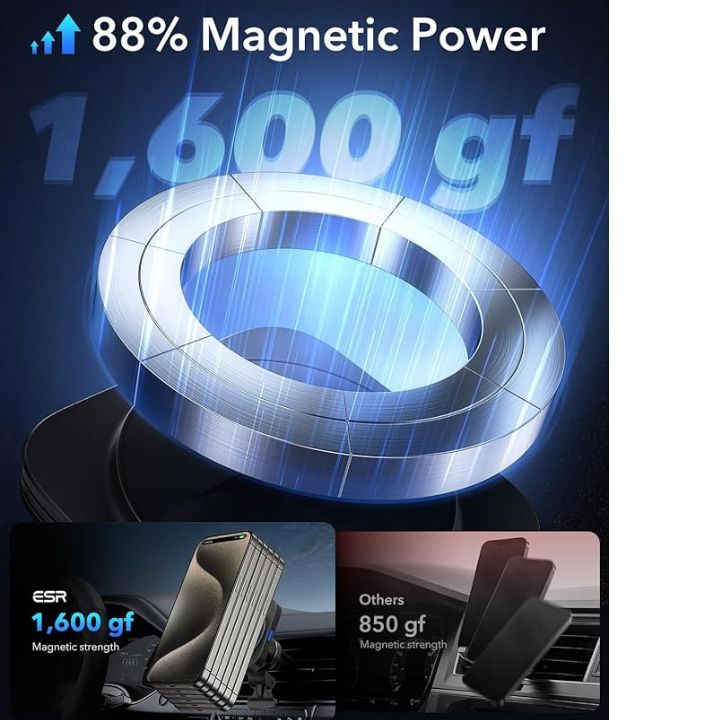 88% Magnetic Power
1,600 gf
ESR
1,600 gf
Magnetic strength
Others
850 gf
Magnetic strength